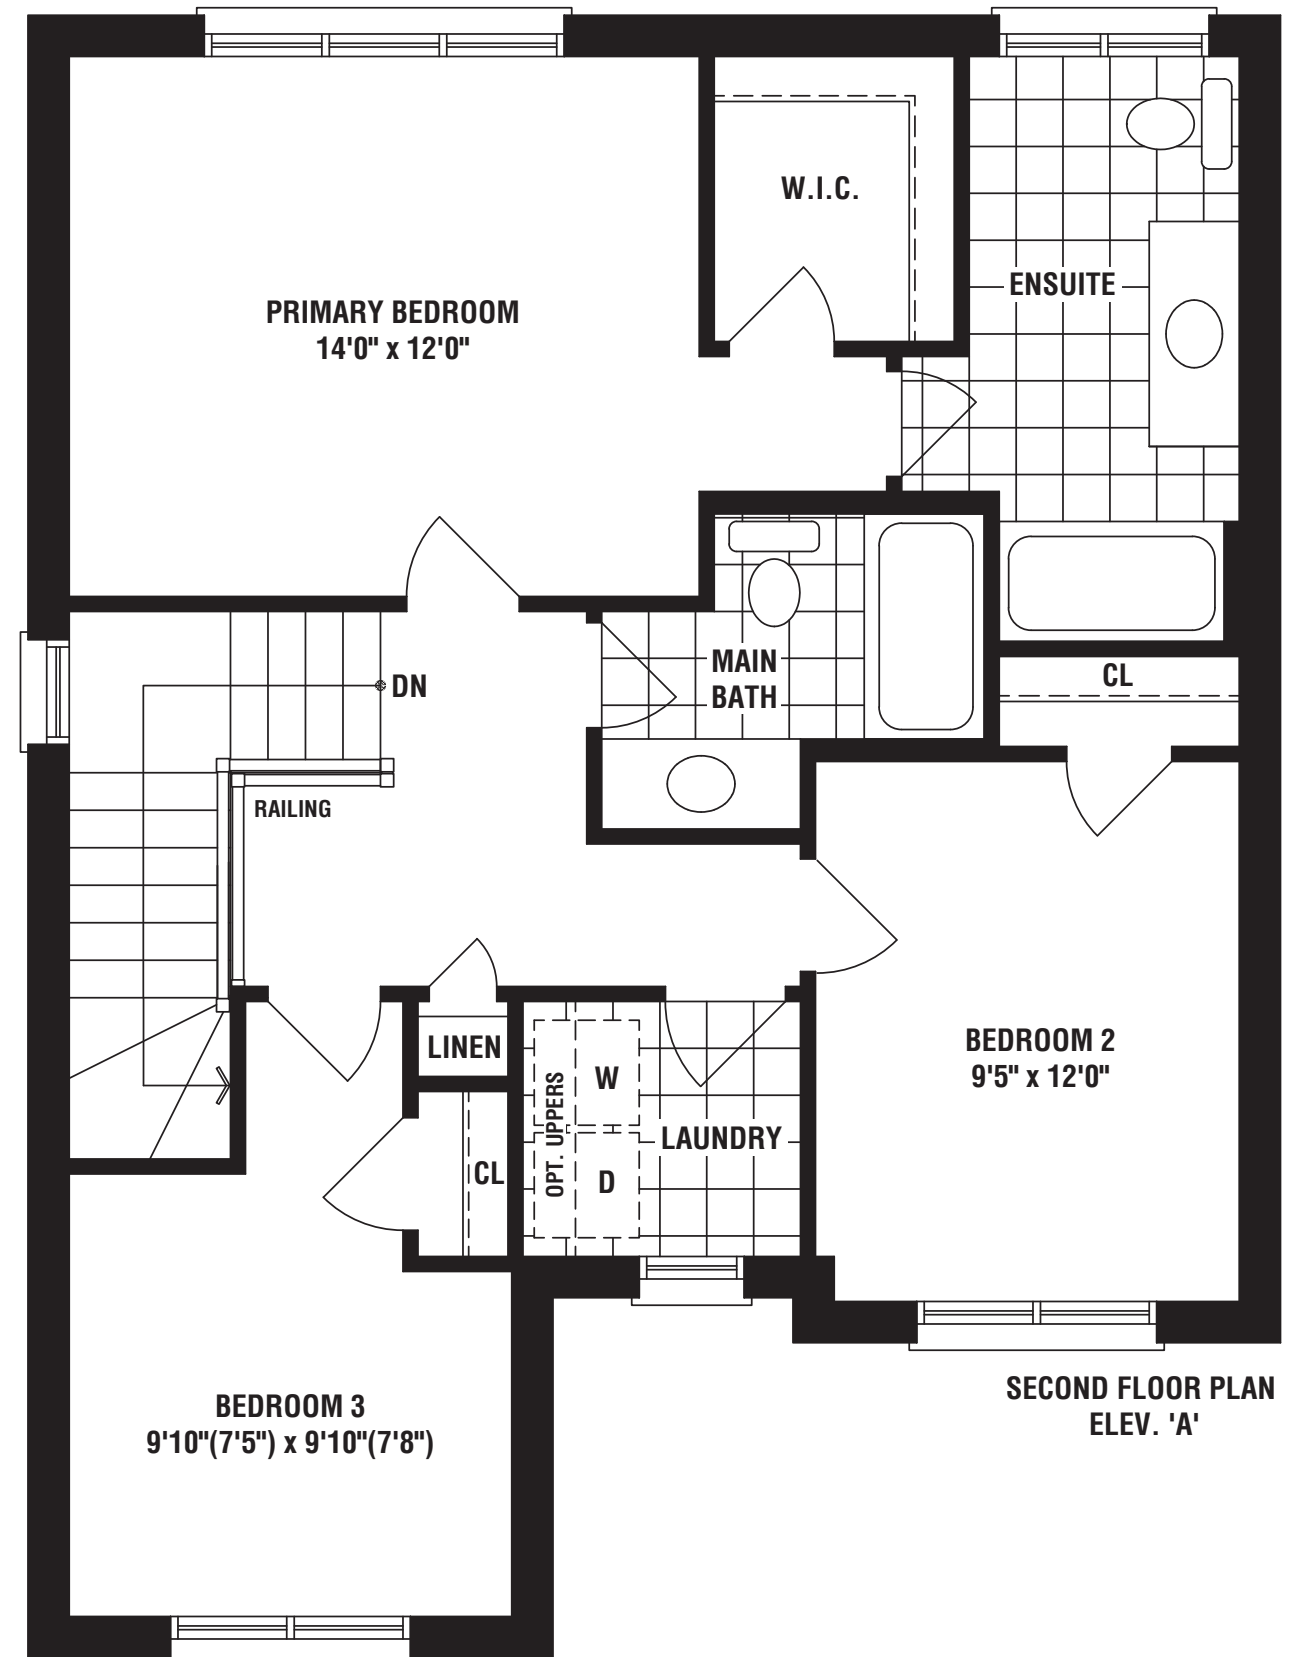 W.I.C.
ENSUITE
PRIMARY BEDROOM
14'0" x 12'0"
MAIN
BATH
CL
DN
RAILING
LINEN
W
OPT. UPPERS
LAUNDRY
D
CL
BEDROOM 2
9'5" x 12'0"
SECOND FLOOR PLAN
ELEV. 'A'
BEDROOM 3
9'10"(7'5") x 9'10"(7'8")